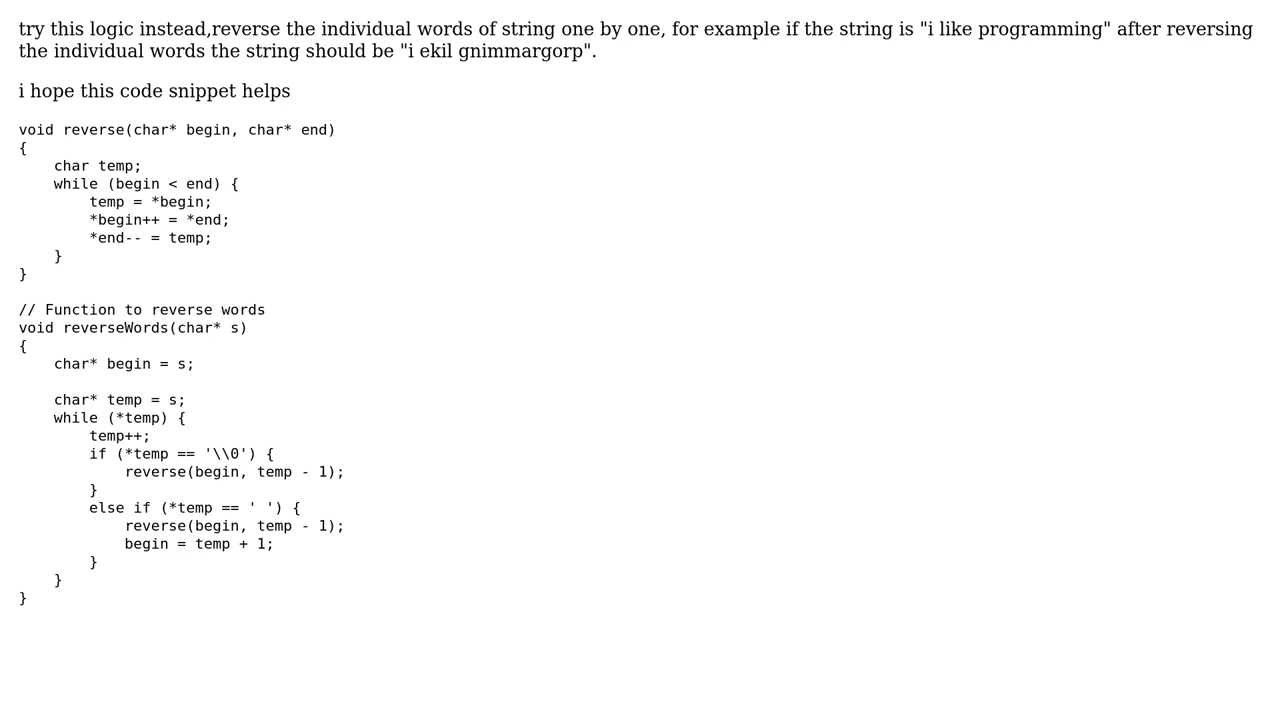 try this logic instead,reverse the individual words of string one by one, for example if the string is "i like programming" after reversing
the individual words the string should be "i ekil gnimmargorp".
i hope this code snippet helps
void reverse(char* begin, char* end)
{
    char temp;
    while (begin < end) {
        temp = *begin;
        *begin++ = *end;
        *end-- = temp;
    }
}

// Function to reverse words
void reverseWords(char* s)
{
    char* begin = s;

    char* temp = s;
    while (*temp) {
        temp++;
        if (*temp == '\\0') {
            reverse(begin, temp - 1);
        }
        else if (*temp == ' ') {
            reverse(begin, temp - 1);
            begin = temp + 1;
        }
    }
}